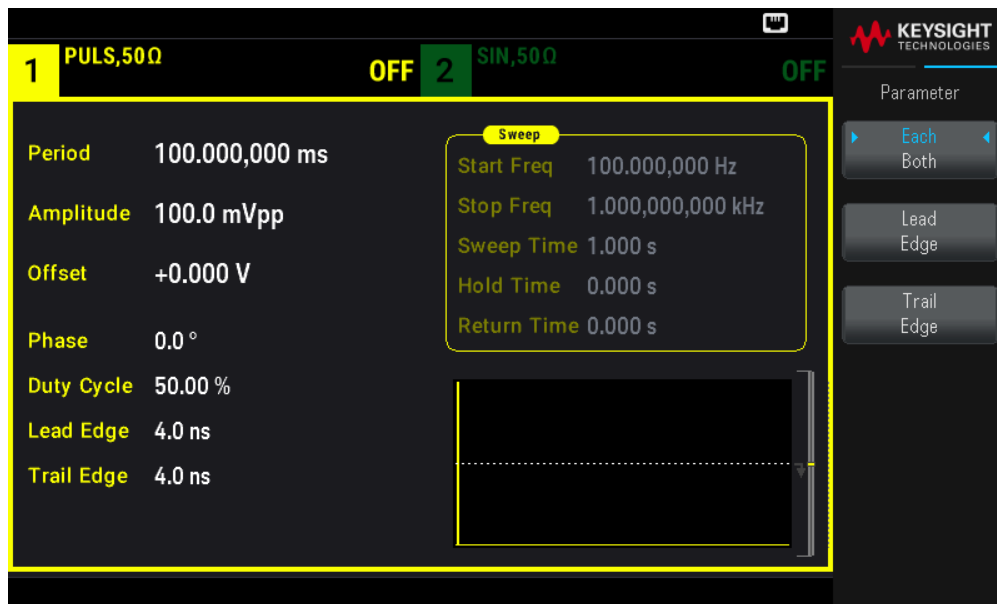 KEYSIGHT
TECHNOLOGIES
1 PULS,50Ω OFF 2 SIN,50Ω OFF
Parameter
Each
Both
Lead
Edge
Trail
Edge
Period 100.000,000 ms
Amplitude 100.0 mVpp
Offset +0.000 V
Phase 0.0 °
Duty Cycle 50.00 %
Lead Edge 4.0 ns
Trail Edge 4.0 ns
Sweep
Start Freq 100.000,000 Hz
Stop Freq 1.000,000,000 kHz
Sweep Time 1.000 s
Hold Time 0.000 s
Return Time 0.000 s